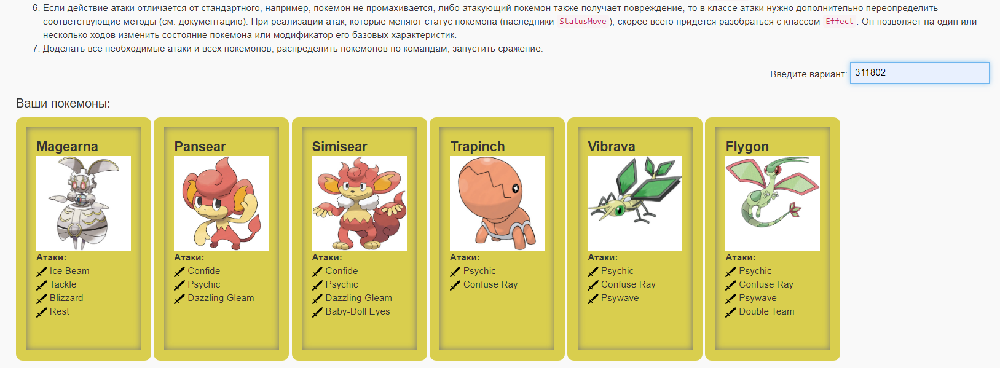 6. Если действие атаки отличается от стандартного, например, покемон не промахивается, либо атакующий покемон также получает повреждение, то в классе атаки нужно дополнительно переопределить
соответствующие методы (см. документацию). При реализации атак, которые меняют статус покемона (наследники StatusMove), скорее всего придется разобраться с классом Effect. Он позволяет на один или
несколько ходов изменить состояние покемона или модификатор его базовых характеристик.
7. Доделать все необходимые атаки и всех покемонов, распределить покемонов по командам, запустить сражение.
Введите вариант: 311802
Ваши покемоны:
Magearna
Атаки:
Ice Beam
Tackle
Blizzard
Rest
Pansear
Атаки:
Confide
Psychic
Dazzling Gleam
Simisear
Атаки:
Confide
Psychic
Dazzling Gleam
Baby-Doll Eyes
Trapinch
Атаки:
Psychic
Confuse Ray
Vibrava
Атаки:
Psychic
Confuse Ray
Psywave
Flygon
Атаки:
Psychic
Confuse Ray
Psywave
Double Team